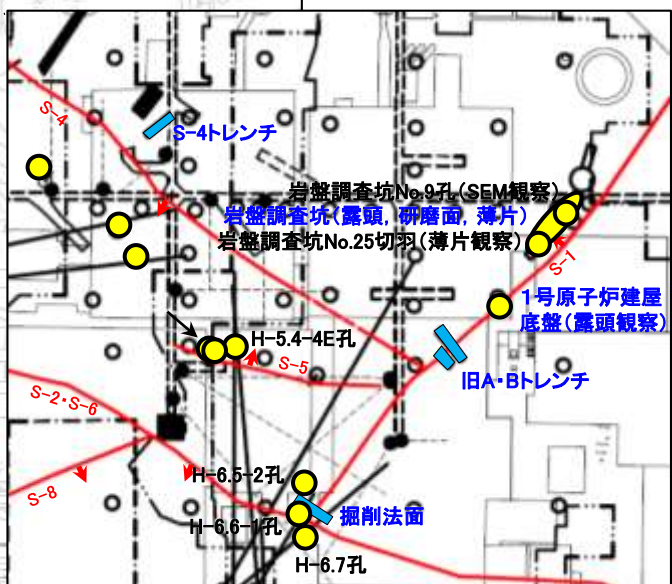 S-4
S-4トレンチ
岩盤調査坑No.9孔(SEM観察)
岩盤調査坑(露頭, 研磨面, 薄片)
岩盤調査坑No.25切羽(薄片観察)
S-1
1号原子炉建屋
底盤(露頭観察)
H-5.4-4E孔
S-5
旧A・Bトレンチ
S-2・S-6
S-8
H-6.5-2孔
掘削法面
H-6.6-1孔
H-6.7孔